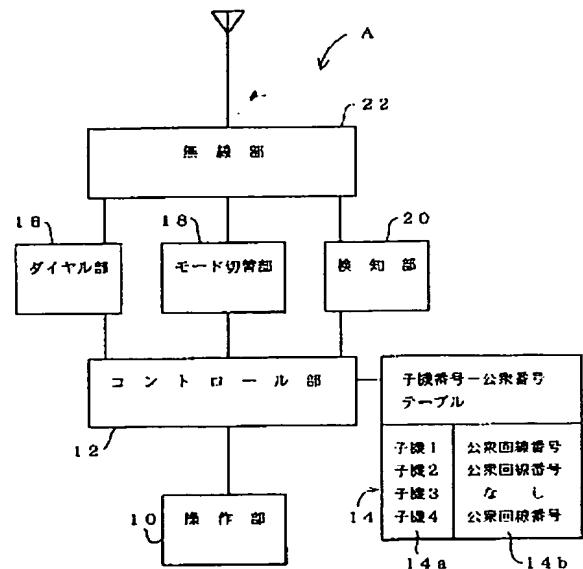 A
22
無線部
16
18
20
ダイヤル部
モード切替部
検知部
コントロール部
12
子機番号－公衆番号
テーブル
子機1 公衆回線番号
子機2 公衆回線番号
子機3 なし
子機4 公衆回線番号
14
14a
14b
10
操作部